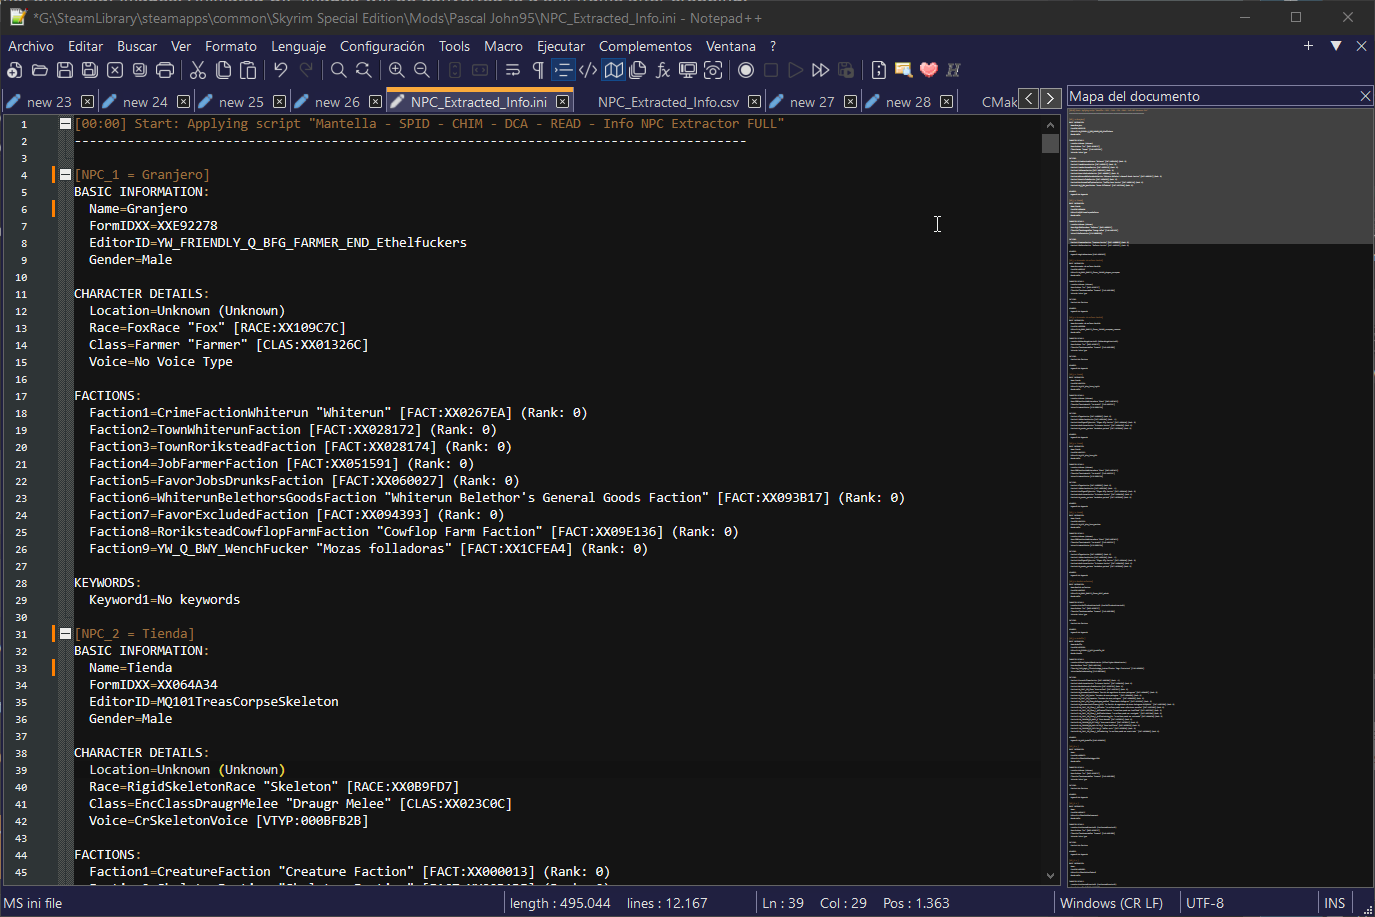 *G:\SteamLibrary\steamapps\common\Skyrim Special Edition\Mods\Pascal John95\NPC_Extracted_Info.ini - Notepad++
Archivo Editar Buscar Ver Formato Lenguaje Configuración Tools Macro Ejecutar Complementos Ventana ?
new 23 new 24 new 25 new 26 NPC_Extracted_Info.ini NPC_Extracted_Info.csv new 27 new 28 CMak
Mapa del documento
1 [00:00] Start: Applying script "Mantella - SPID - CHIM - DCA - READ - Info NPC Extractor FULL"
2 -----------------------------------------------------------------------------------------
3
4 [NPC_1 = Granjero]
5 BASIC INFORMATION:
6 Name=Granjero
7 FormIDXX=XXE92278
8 EditorID=YW_FRIENDLY_Q_BFG_FARMER_END_Ethelfuckers
9 Gender=Male
10
11 CHARACTER DETAILS:
12 Location=Unknown (Unknown)
13 Race=FoxRace "Fox" [RACE:XX109C7C]
14 Class=Farmer "Farmer" [CLAS:XX01326C]
15 Voice=No Voice Type
16
17 FACTIONS:
18 Faction1=CrimeFactionWhiterun "Whiterun" [FACT:XX0267EA] (Rank: 0)
19 Faction2=TownWhiterunFaction [FACT:XX028172] (Rank: 0)
20 Faction3=TownRoriksteadFaction [FACT:XX028174] (Rank: 0)
21 Faction4=JobFarmerFaction [FACT:XX051591] (Rank: 0)
22 Faction5=FavorJobsDrunksFaction [FACT:XX060027] (Rank: 0)
23 Faction6=WhiterunBelethorsGoodsFaction "Whiterun Belethor's General Goods Faction" [FACT:XX093B17] (Rank: 0)
24 Faction7=FavorExcludedFaction [FACT:XX094393] (Rank: 0)
25 Faction8=RoriksteadCowflopFarmFaction "Cowflop Farm Faction" [FACT:XX09E136] (Rank: 0)
26 Faction9=YW_Q_BWY_WenchFucker "Mozas folladoras" [FACT:XX1CFEA4] (Rank: 0)
27
28 KEYWORDS:
29 Keyword1=No keywords
30
31 [NPC_2 = Tienda]
32 BASIC INFORMATION:
33 Name=Tienda
34 FormIDXX=XX064A34
35 EditorID=MQ101TreasCorpseSkeleton
36 Gender=Male
37
38 CHARACTER DETAILS:
39 Location=Unknown (Unknown)
40 Race=RigidSkeletonRace "Skeleton" [RACE:XX0B9FD7]
41 Class=EncClassDraugrMelee "Draugr Melee" [CLAS:XX023C0C]
42 Voice=CrSkeletonVoice [VTYP:000BFB2B]
43
44 FACTIONS:
45 Faction1=CreatureFaction "Creature Faction" [FACT:XX000013] (Rank: 0)
MS ini file length : 495.044 lines : 12.167 Ln : 39 Col : 29 Pos : 1.363 Windows (CR LF) UTF-8 INS